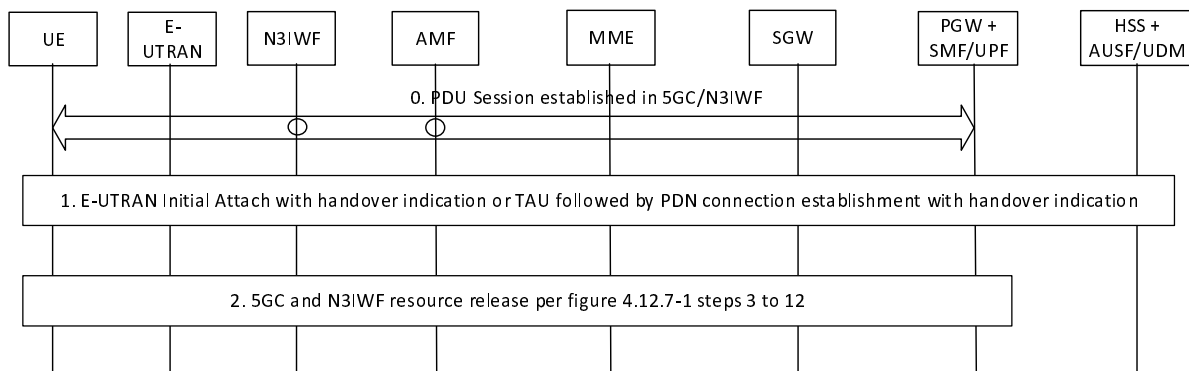 UE
E-
UTRAN
N3IWF
AMF
MME
SGW
PGW +
SMF/UPF
HSS +
AUSF/UDM
0. PDU Session established in 5GC/N3IWF
1. E-UTRAN Initial Attach with handover indication or TAU followed by PDN connection establishment with handover indication
2. 5GC and N3IWF resource release per figure 4.12.7-1 steps 3 to 12